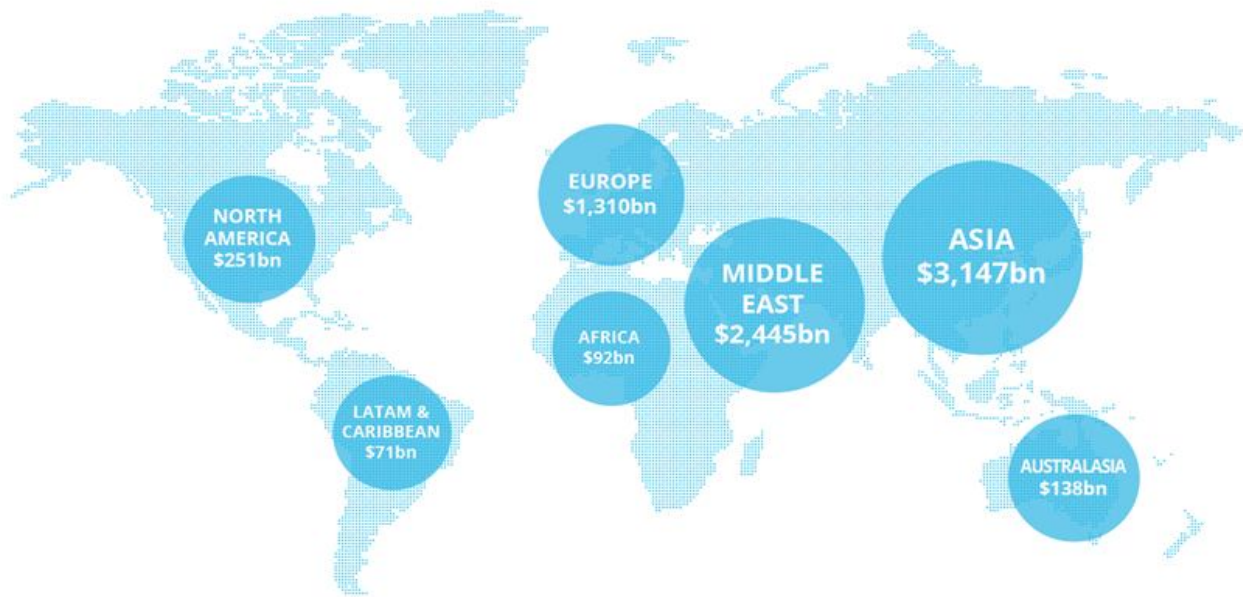 NORTH
AMERICA
$251bn
LATAM &
CARIBBEAN
$71bn
EUROPE
$1,310bn
AFRICA
$92bn
MIDDLE
EAST
$2,445bn
ASIA
$3,147bn
AUSTRALASIA
$138bn